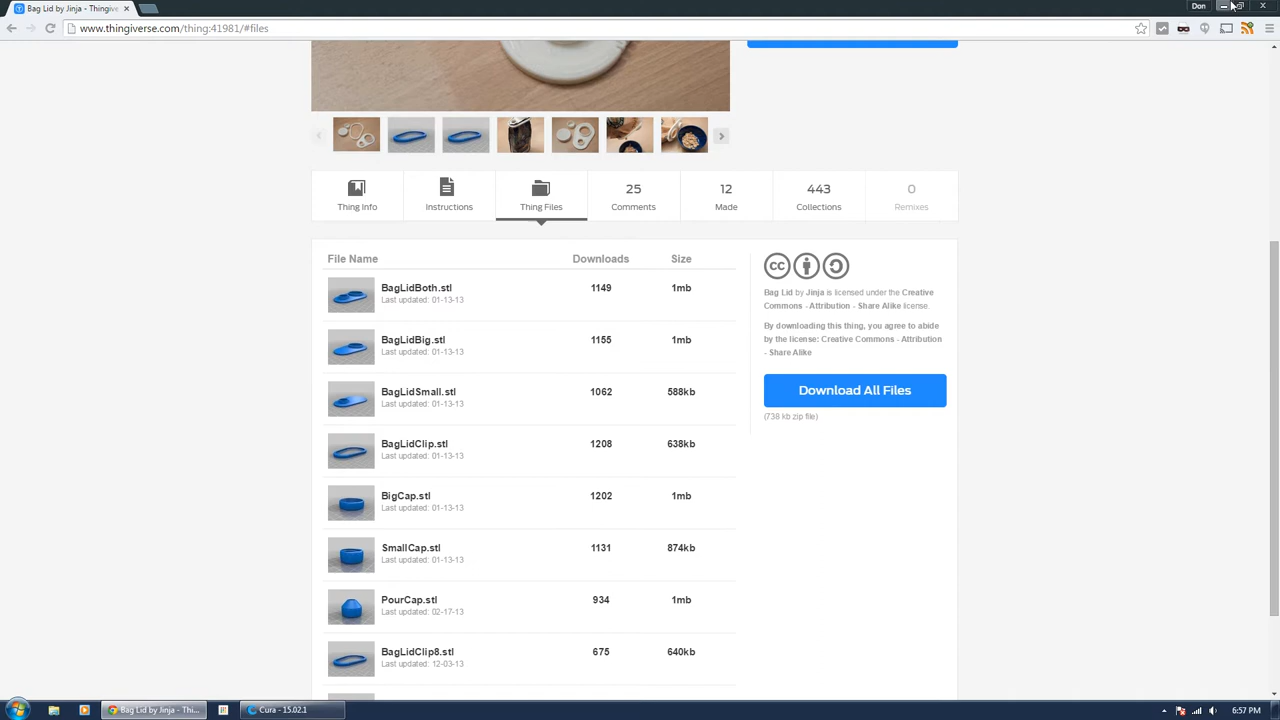 Bag Lid by Jinja - Thingive
Don
www.thingiverse.com/thing:41981/#files
Thing Info
Instructions
Thing Files
25
Comments
12
Made
443
Collections
0
Remixes
File Name Downloads Size
BagLidBoth.stl 1149 1mb
Last updated: 01-13-13
BagLidBig.stl 1155 1mb
Last updated: 01-13-13
BagLidSmall.stl 1062 588kb
Last updated: 01-13-13
BagLidClip.stl 1208 638kb
Last updated: 01-13-13
BigCap.stl 1202 1mb
Last updated: 01-13-13
SmallCap.stl 1131 874kb
Last updated: 01-13-13
PourCap.stl 934 1mb
Last updated: 02-17-13
BagLidClip8.stl 675 640kb
Last updated: 12-03-13
cc
Bag Lid by Jinja is licensed under the Creative
Commons - Attribution - Share Alike license.
By downloading this thing, you agree to abide
by the license: Creative Commons - Attribution
- Share Alike
Download All Files
(738 kb zip file)
Bag Lid by Jinja - Thi...
Cura - 15.02.1
6:57 PM